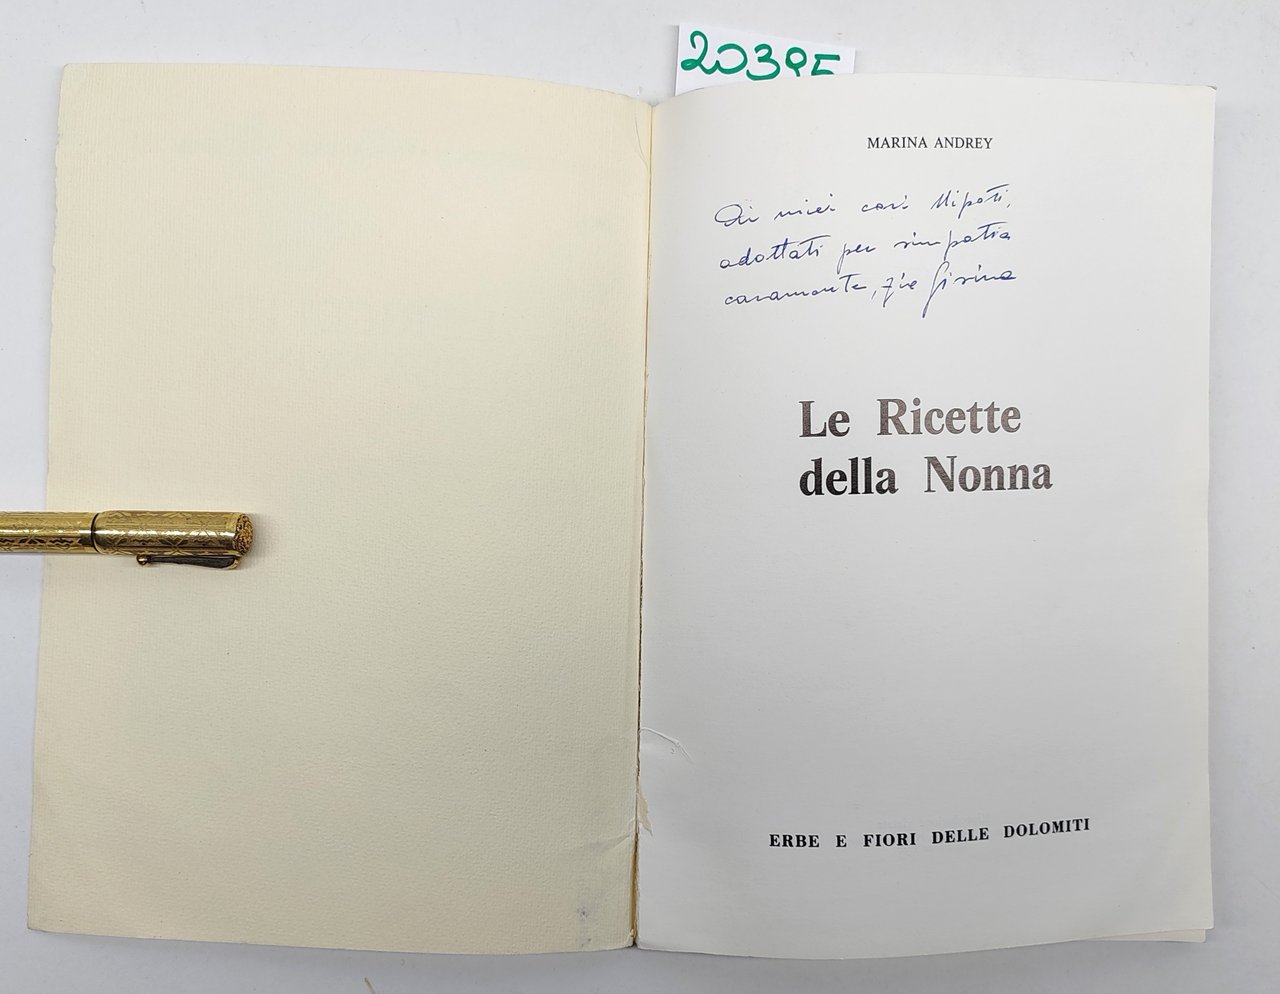 20395
MARINA ANDREY
Ai miei cari Nipoti,
adottati per simpatia
caramente, zia Gisina
Le Ricette
della Nonna
ERBE E FIORI DELLE DOLOMITI